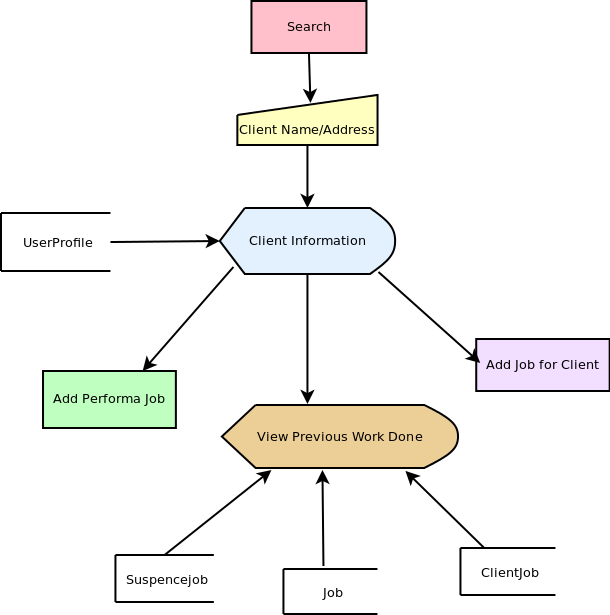 Search
Client Name/Address
Client Information
UserProfile
Add Job for Client
Add Performa Job
View Previous Work Done
Suspencejob
Job
ClientJob